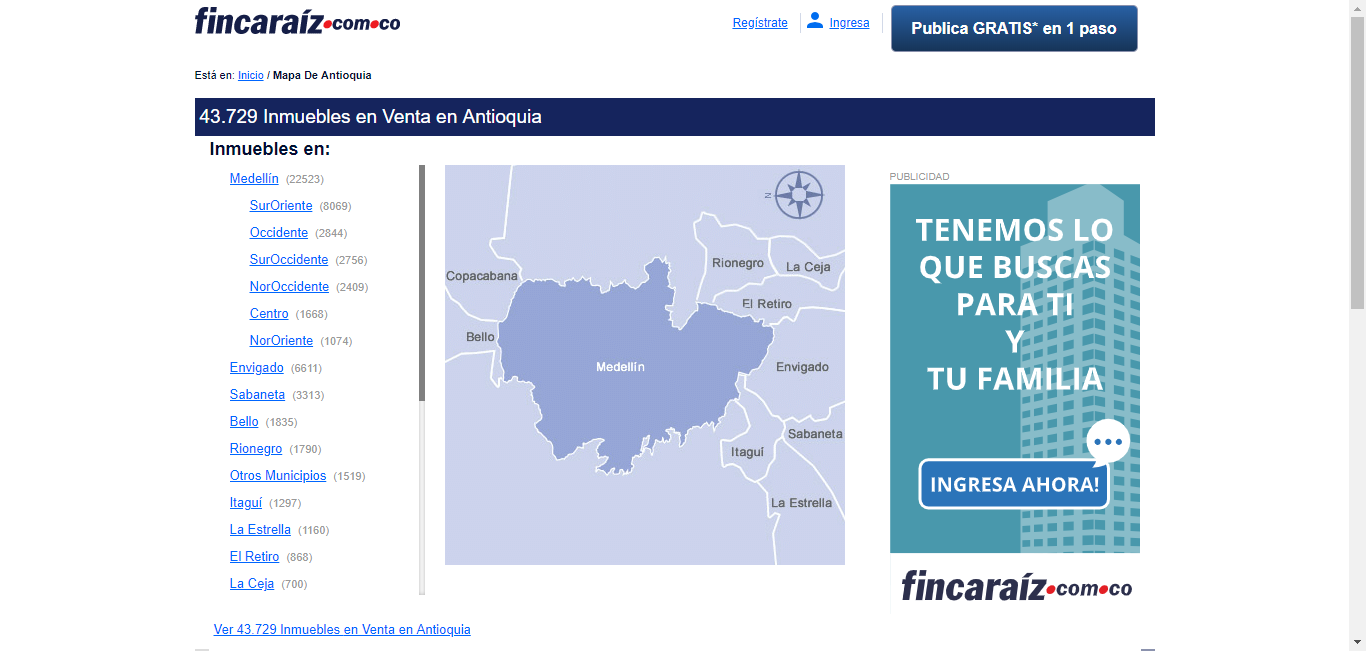 fincaraíz.com.co
Regístrate
Ingresa
Publica GRATIS* en 1 paso
Está en: Inicio / Mapa De Antioquia
43.729 Inmuebles en Venta en Antioquia
Inmuebles en:
Medellín (22523)
SurOriente (8069)
Occidente (2844)
SurOccidente (2756)
NorOccidente (2409)
Centro (1668)
NorOriente (1074)
Envigado (6611)
Sabaneta (3313)
Bello (1835)
Rionegro (1790)
Otros Municipios (1519)
Itaguí (1297)
La Estrella (1160)
El Retiro (868)
La Ceja (700)
Ver 43.729 Inmuebles en Venta en Antioquia
N
Rionegro
La Ceja
Copacabana
El Retiro
Bello
Medellín
Envigado
Sabaneta
Itaguí
La Estrella
PUBLICIDAD
TENEMOS LO
QUE BUSCAS
PARA TI
Y
TU FAMILIA
INGRESA AHORA!
fincaraíz.com.co